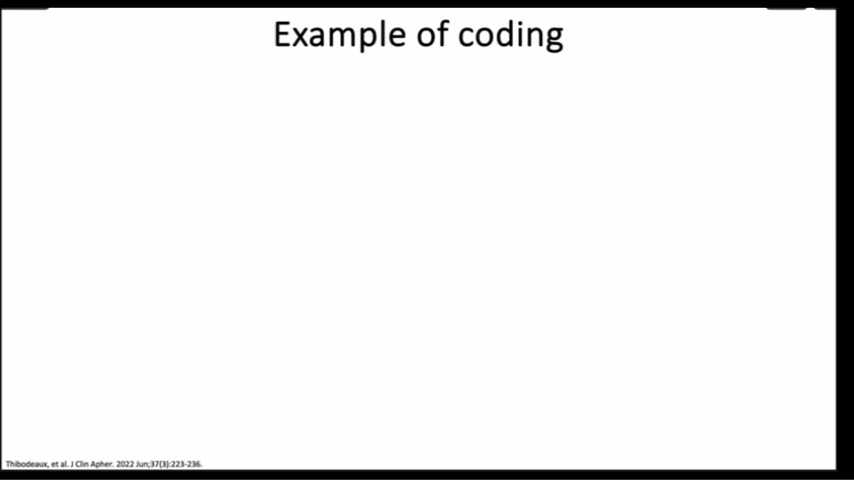 Example of coding
Thibodeaux, et al. J Clin Apher. 2022 Jun;37(3):223-236.